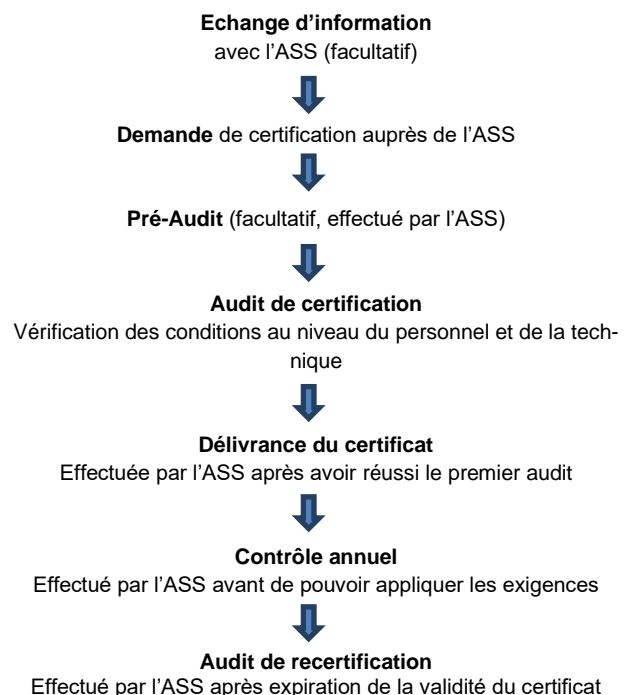 Echange d'information
avec l'ASS (facultatif)
Demande de certification auprès de l'ASS
Pré-Audit (facultatif, effectué par l'ASS)
Audit de certification
Vérification des conditions au niveau du personnel et de la tech-
nique
Délivrance du certificat
Effectuée par l'ASS après avoir réussi le premier audit
Contrôle annuel
Effectué par l'ASS avant de pouvoir appliquer les exigences
Audit de recertification
Effectué par l'ASS après expiration de la validité du certificat